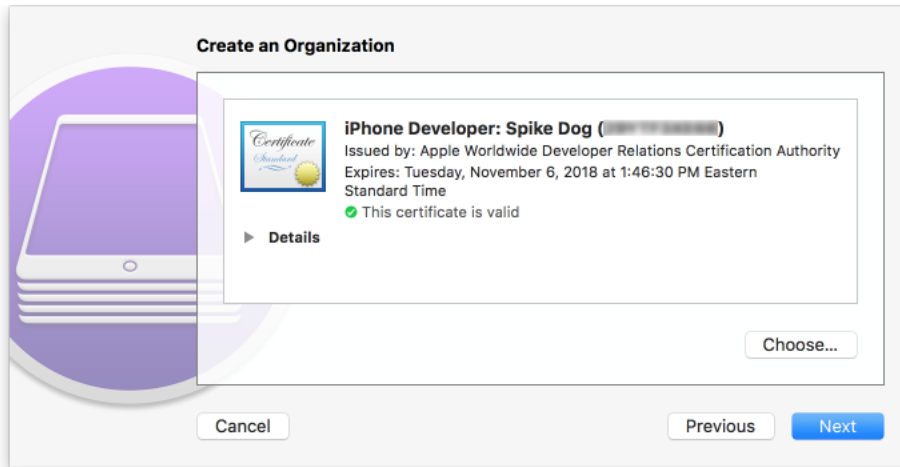 Create an Organization
Certificate
Standard
iPhone Developer: Spike Dog (
)
Issued by: Apple Worldwide Developer Relations Certification Authority
Expires: Tuesday, November 6, 2018 at 1:46:30 PM Eastern
Standard Time
This certificate is valid
Details
Choose...
Cancel
Previous
Next